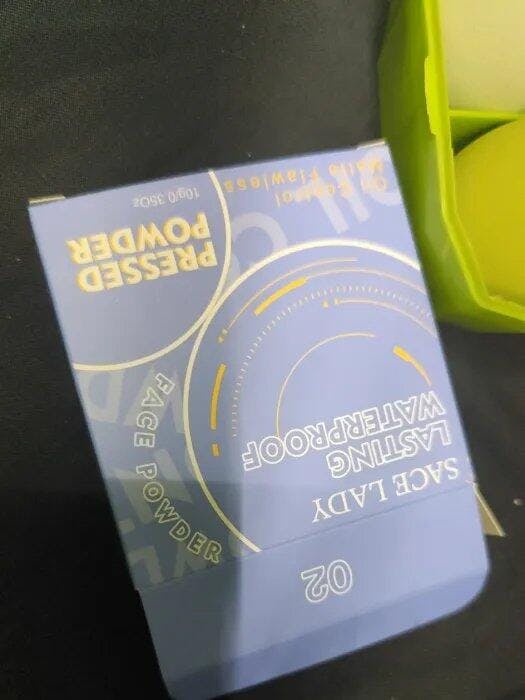 02
SACE LADY
LASTING
WATERPROOF
FACE POWDER
PRESSED
POWDER
Oil Control
Matte Flawless
10g/0.35Oz